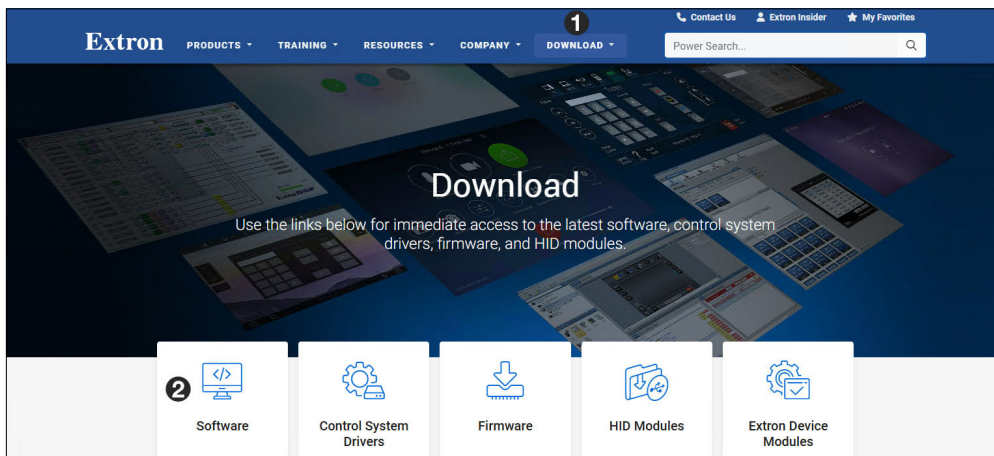 1
Contact Us Extron Insider My Favorites
Extron PRODUCTS TRAINING RESOURCES COMPANY DOWNLOAD Power Search...
Download
Use the links below for immediate access to the latest software, control system
drivers, firmware, and HID modules.
2
</>
Software
Control System
Drivers
Firmware
HID Modules
Extron Device
Modules